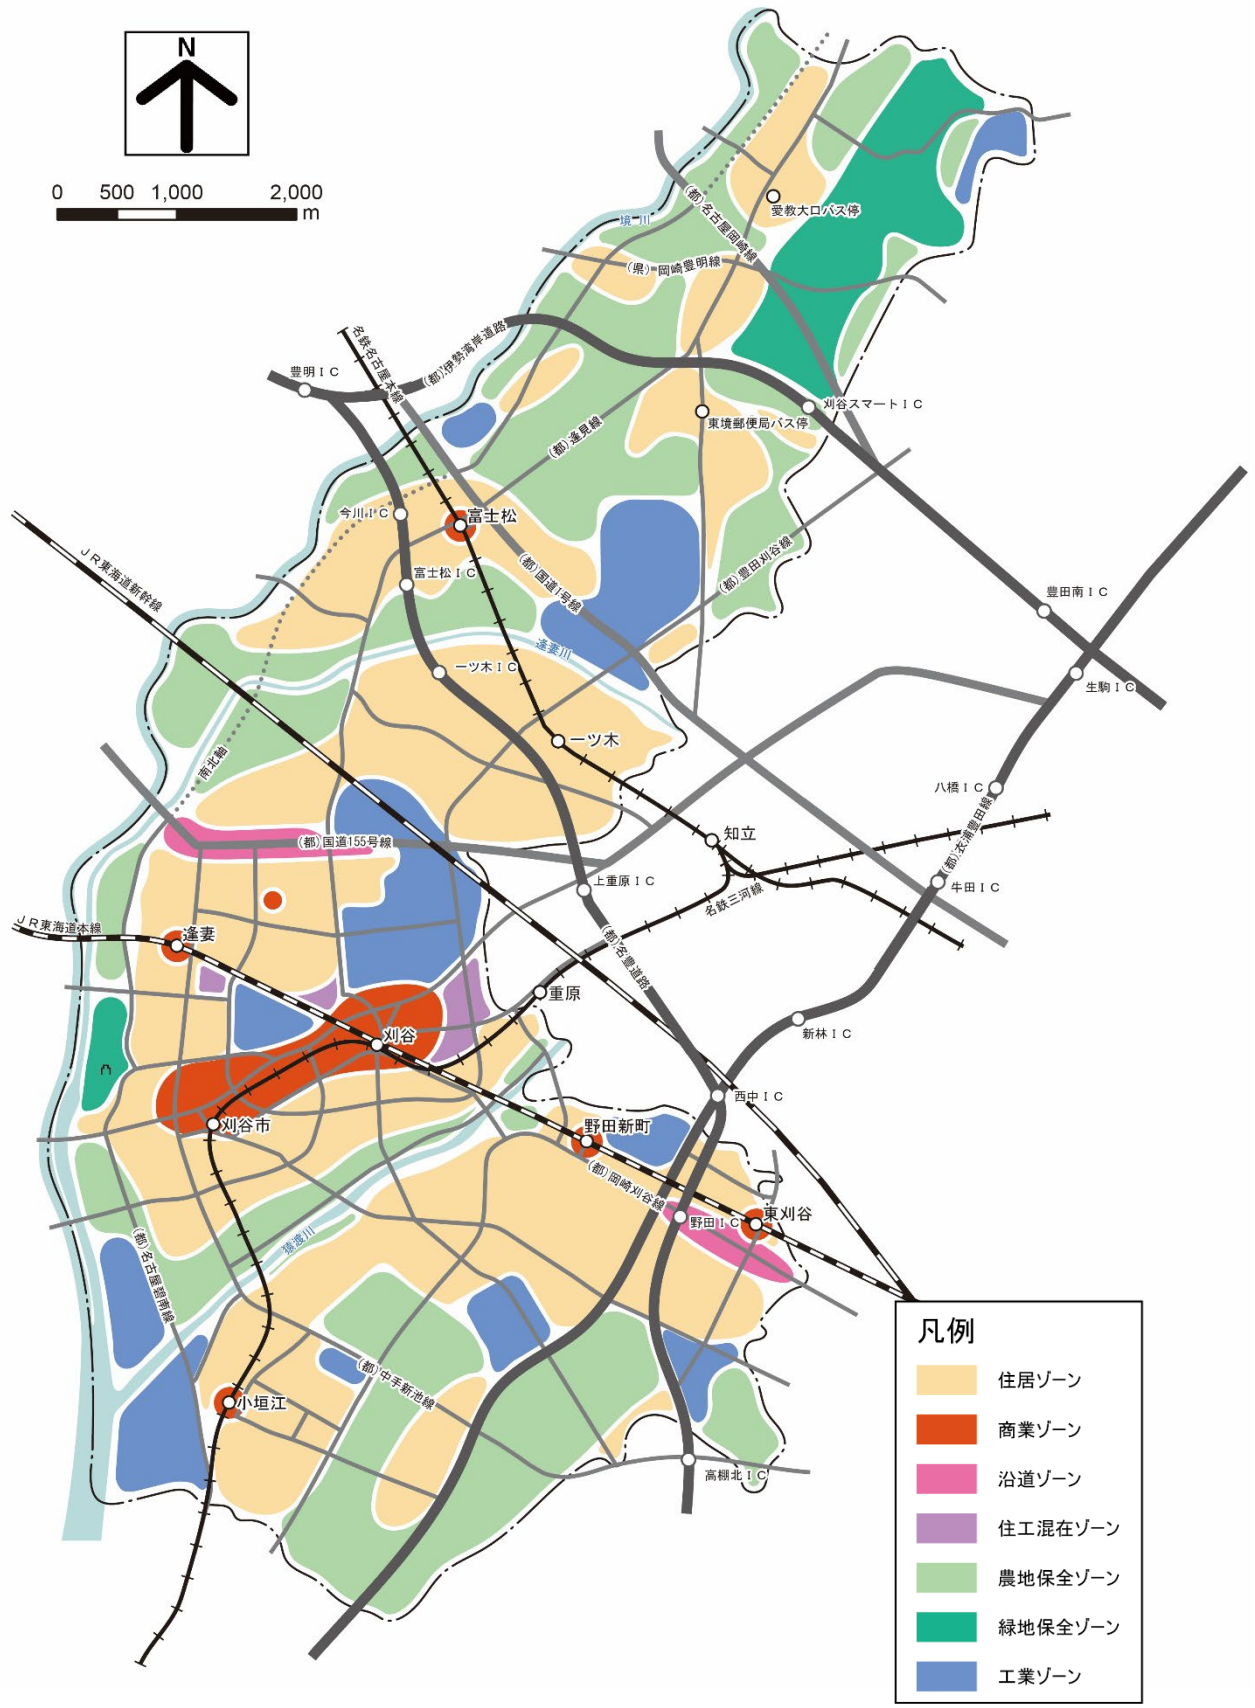 N
0 500 1,000 2,000
m
境川
愛教大口バス停
(都)名古屋岡崎線
(県)岡崎豊明線
名鉄名古屋本線
(都)伊勢湾岸道路
豊明IC
刈谷スマートIC
東境郵便局バス停
(都)逢見線
今川IC
富士松
富士松IC
(都)国道1号線
(都)豊田刈谷線
JR東海道新幹線
豊田南IC
逢妻川
一ツ木IC
生駒IC
一ツ木
南北軸
八橋IC
知立
(都)国道155号線
(都)衣浦豊田線
上重原IC
牛田IC
名鉄三河線
JR東海道本線
逢妻
(都)名豊道路
重原
新林IC
刈谷
西中IC
刈谷市
野田新町
(都)岡崎刈谷線
野田IC
東刈谷
猿渡川
(都)名古屋碧南線
(都)中手新池線
小垣江
高棚北IC
凡例
住居ゾーン
商業ゾーン
沿道ゾーン
住工混在ゾーン
農地保全ゾーン
緑地保全ゾーン
工業ゾーン